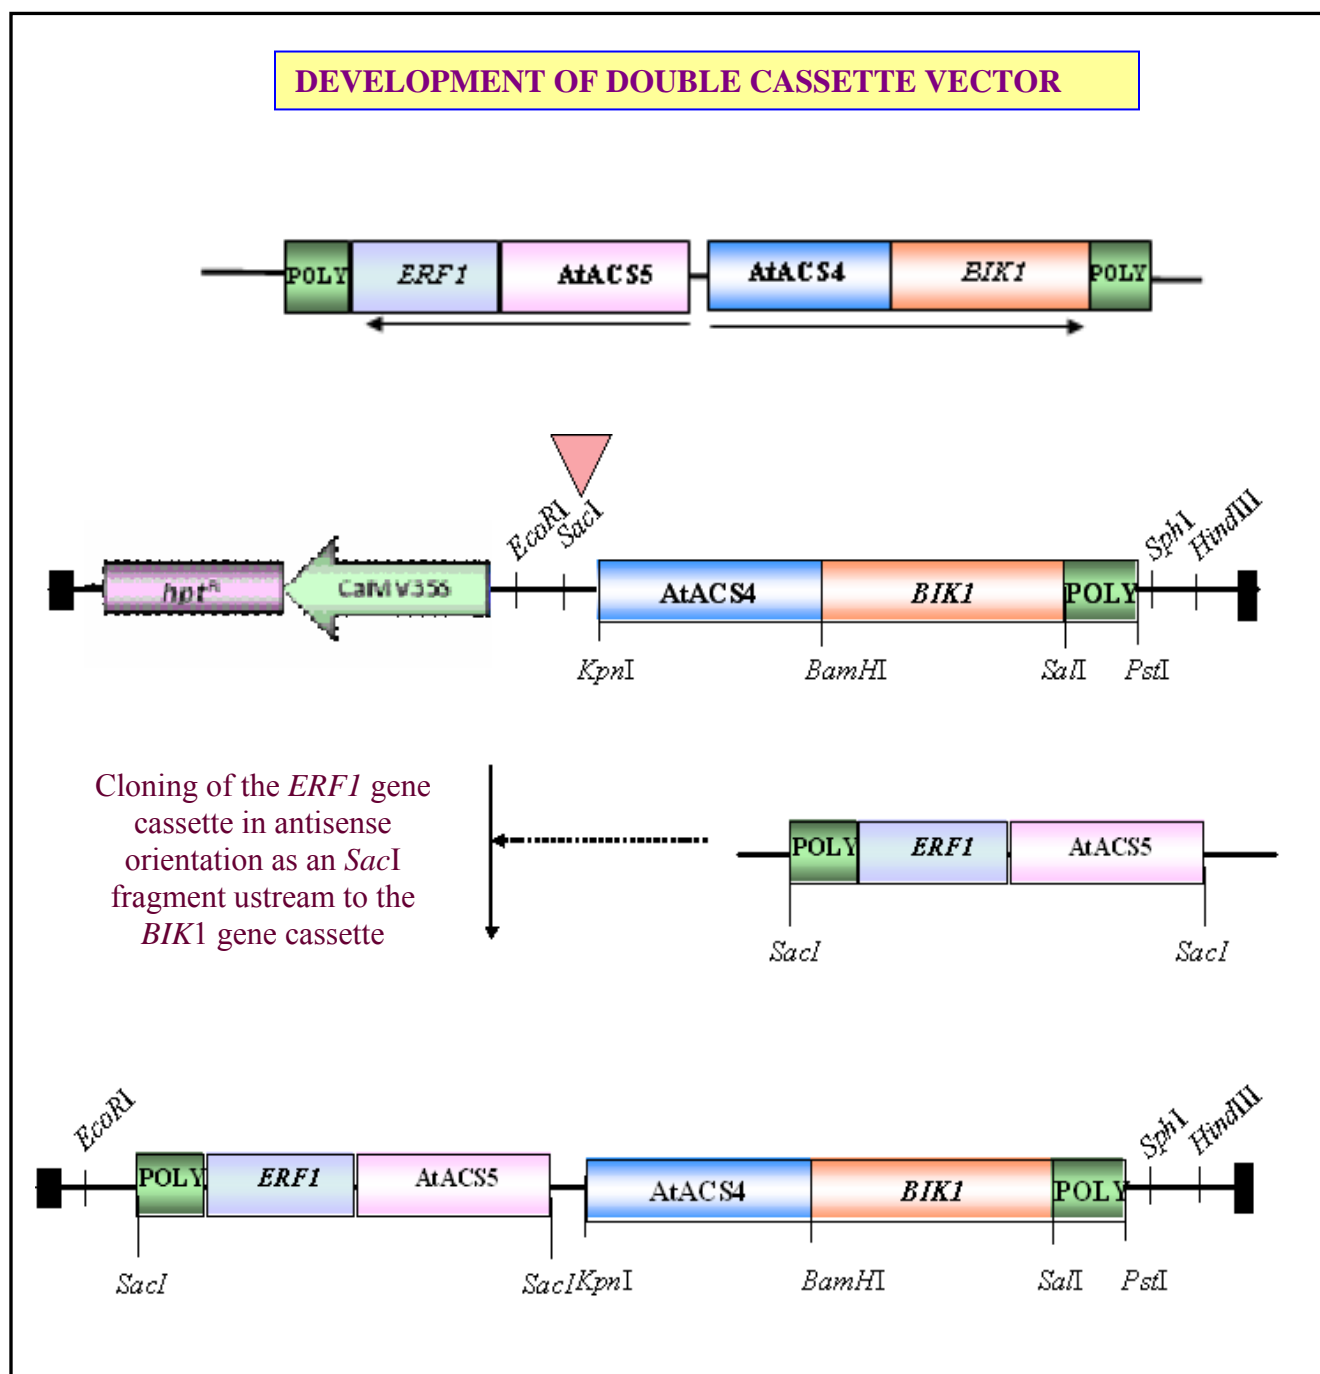 DEVELOPMENT OF DOUBLE CASSETTE VECTOR
POLY ERF1 AtACS5 AtACS4 BIK1 POLY
EcoRI SacI SphI HindIII
hptR CaMV35S AtACS4 BIK1 POLY
KpnI BamHI SalI PstI
Cloning of the ERF1 gene
cassette in antisense
orientation as an SacI
fragment ustream to the
BIK1 gene cassette
POLY ERF1 AtACS5
SacI SacI
EcoRI SphI HindIII
POLY ERF1 AtACS5 AtACS4 BIK1 POLY
SacI SacI KpnI BamHI SalI PstI